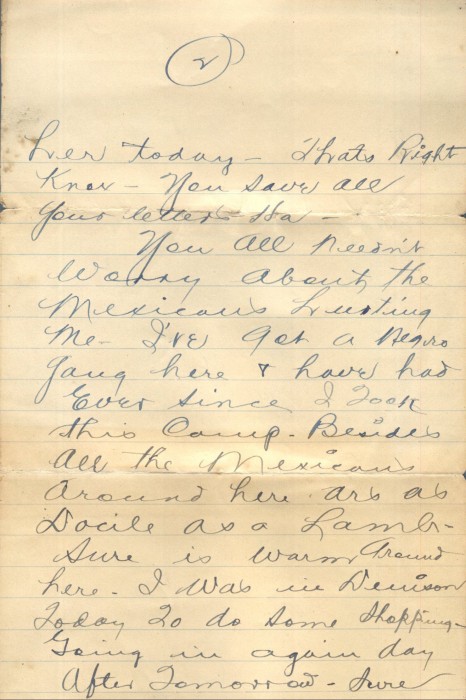 2
her today - Thats Right
Knox - You save all
your letters Ha -
You All Needn't
Worry About the
Mexicans hurting
Me - I've got a Negro
gang here & have had
Ever since I Took
this Camp - Besides
All the Mexicans
Around here are as
Docile as a Lamb -
Sure is warm Around
here. I was in Denison
Today to do some shopping -
Going in again day
After Tomorrow - Sure